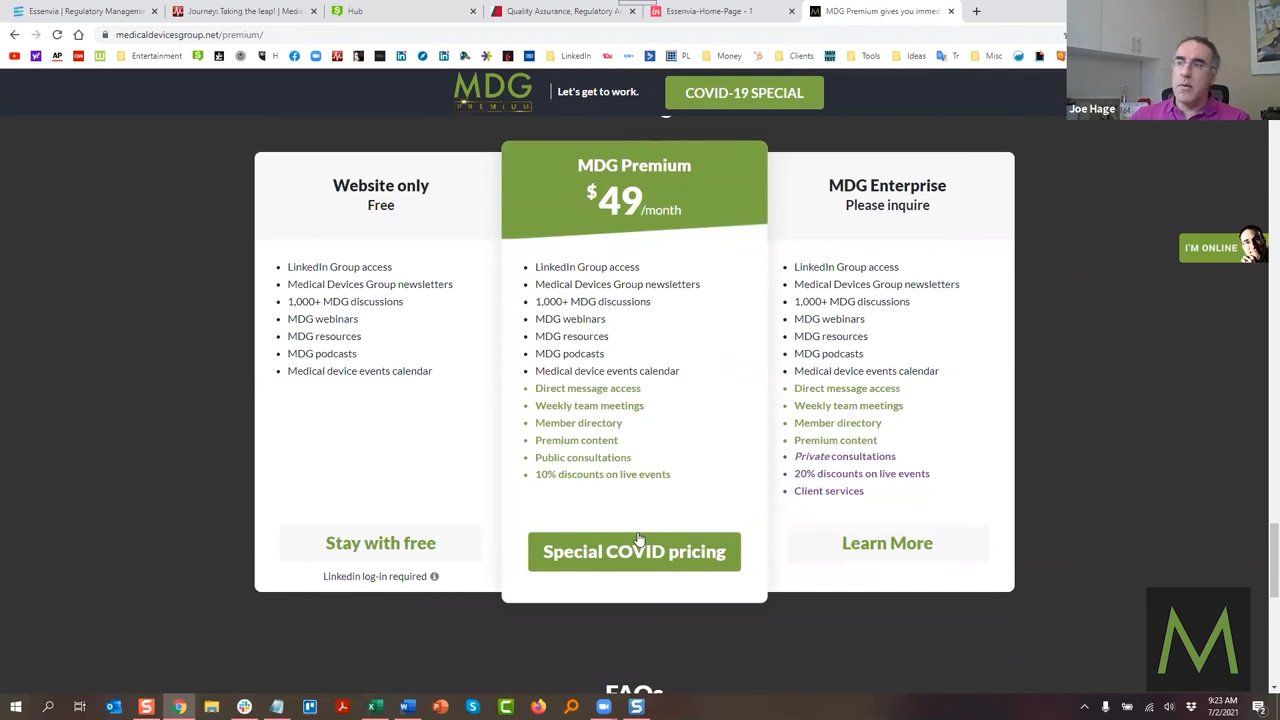 Essenvia | Regulatory Manageme
Journey: Taking the leap! | Medic
Hub
Quality Assurance, Regulatory A
Essenvia-Home-Page - 1
MDG Premium gives you immed
medicaldevicesgroup.net/premium/
Entertainment
H
LinkedIn
PL
Money
Clients
Tools
Ideas
Tr
Misc
Joe Hage
MDG
PREMIUM
Let's get to work.
COVID-19 SPECIAL
Website only
Free
LinkedIn Group access
Medical Devices Group newsletters
1,000+ MDG discussions
MDG webinars
MDG resources
MDG podcasts
Medical device events calendar
Stay with free
Linkedin log-in required
MDG Premium
$49/month
LinkedIn Group access
Medical Devices Group newsletters
1,000+ MDG discussions
MDG webinars
MDG resources
MDG podcasts
Medical device events calendar
Direct message access
Weekly team meetings
Member directory
Premium content
Public consultations
10% discounts on live events
Special COVID pricing
MDG Enterprise
Please inquire
LinkedIn Group access
Medical Devices Group newsletters
1,000+ MDG discussions
MDG webinars
MDG resources
MDG podcasts
Medical device events calendar
Direct message access
Weekly team meetings
Member directory
Premium content
Private consultations
20% discounts on live events
Client services
Learn More
I'M ONLINE
FAQs
M
9:23 AM
7/2/2021